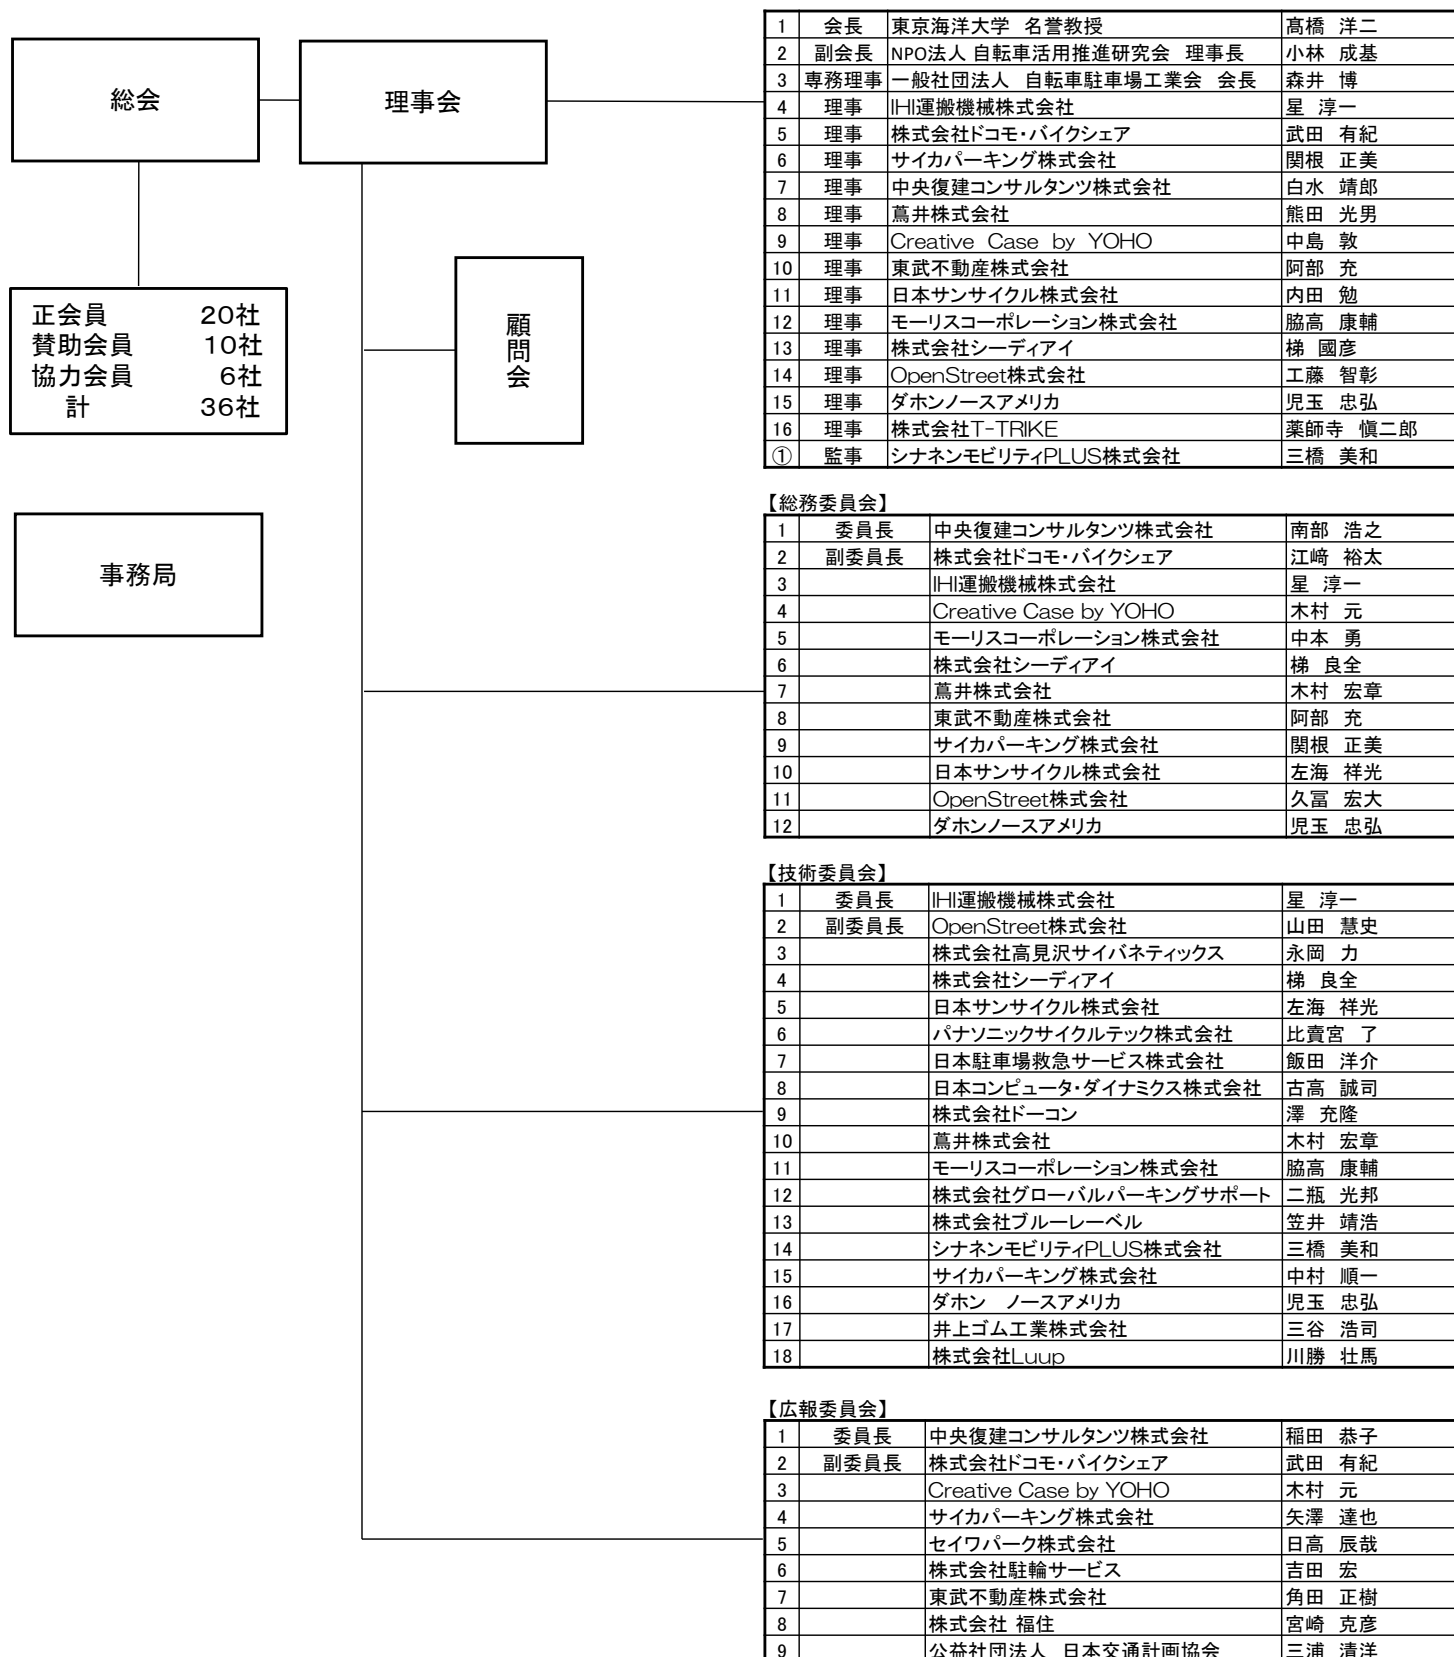 総会
理事会
正会員 20社
賛助会員 10社
協力会員 6社
計 36社
顧問会
事務局
1 会長 東京海洋大学 名誉教授 髙橋 洋二
2 副会長 NPO法人 自転車活用推進研究会 理事長 小林 成基
3 専務理事 一般社団法人 自転車駐車場工業会 会長 森井 博
4 理事 IHI運搬機械株式会社 星 淳一
5 理事 株式会社ドコモ・バイクシェア 武田 有紀
6 理事 サイカパーキング株式会社 関根 正美
7 理事 中央復建コンサルタンツ株式会社 白水 靖郎
8 理事 蔦井株式会社 熊田 光男
9 理事 Creative Case by YOHO 中島 敦
10 理事 東武不動産株式会社 阿部 充
11 理事 日本サンサイクル株式会社 内田 勉
12 理事 モーリスコーポレーション株式会社 脇高 康輔
13 理事 株式会社シーディアイ 梯 國彦
14 理事 OpenStreet株式会社 工藤 智彰
15 理事 ダホンノースアメリカ 児玉 忠弘
16 理事 株式会社T-TRIKE 薬師寺 愼二郎
① 監事 シナネンモビリティPLUS株式会社 三橋 美和
【総務委員会】
1 委員長 中央復建コンサルタンツ株式会社 南部 浩之
2 副委員長 株式会社ドコモ・バイクシェア 江﨑 裕太
3 IHI運搬機械株式会社 星 淳一
4 Creative Case by YOHO 木村 元
5 モーリスコーポレーション株式会社 中本 勇
6 株式会社シーディアイ 梯 良全
7 蔦井株式会社 木村 宏章
8 東武不動産株式会社 阿部 充
9 サイカパーキング株式会社 関根 正美
10 日本サンサイクル株式会社 左海 祥光
11 OpenStreet株式会社 久冨 宏大
12 ダホンノースアメリカ 児玉 忠弘
【技術委員会】
1 委員長 IHI運搬機械株式会社 星 淳一
2 副委員長 OpenStreet株式会社 山田 慧史
3 株式会社高見沢サイバネティックス 永岡 力
4 株式会社シーディアイ 梯 良全
5 日本サンサイクル株式会社 左海 祥光
6 パナソニックサイクルテック株式会社 比賣宮 了
7 日本駐車場救急サービス株式会社 飯田 洋介
8 日本コンピュータ・ダイナミクス株式会社 古高 誠司
9 株式会社ドーコン 澤 充隆
10 蔦井株式会社 木村 宏章
11 モーリスコーポレーション株式会社 脇高 康輔
12 株式会社グローバルパーキングサポート 二瓶 光邦
13 株式会社ブルーレーベル 笠井 靖浩
14 シナネンモビリティPLUS株式会社 三橋 美和
15 サイカパーキング株式会社 中村 順一
16 ダホン ノースアメリカ 児玉 忠弘
17 井上ゴム工業株式会社 三谷 浩司
18 株式会社Luup 川勝 壮馬
【広報委員会】
1 委員長 中央復建コンサルタンツ株式会社 稲田 恭子
2 副委員長 株式会社ドコモ・バイクシェア 武田 有紀
3 Creative Case by YOHO 木村 元
4 サイカパーキング株式会社 矢澤 達也
5 セイワパーク株式会社 日高 辰哉
6 株式会社駐輪サービス 吉田 宏
7 東武不動産株式会社 角田 正樹
8 株式会社 福住 宮崎 克彦
9 公益社団法人 日本交通計画協会 三浦 清洋